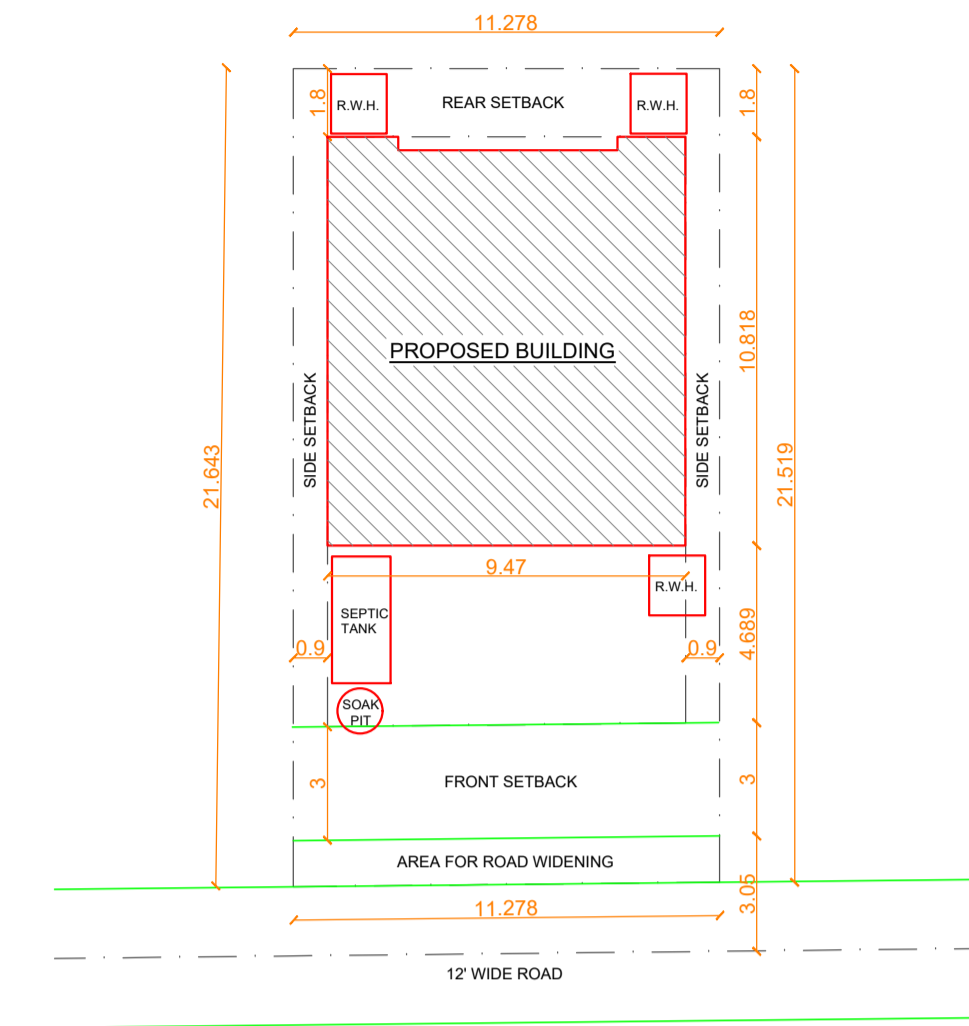 11.278
R.W.H.
REAR SETBACK
R.W.H.
1.8
1.8
PROPOSED BUILDING
10.818
SIDE SETBACK
SIDE SETBACK
21.643
21.519
9.47
R.W.H.
SEPTIC
TANK
4.689
0.9
0.9
SOAK
PIT
FRONT SETBACK
3
3
AREA FOR ROAD WIDENING
3.05
11.278
12' WIDE ROAD